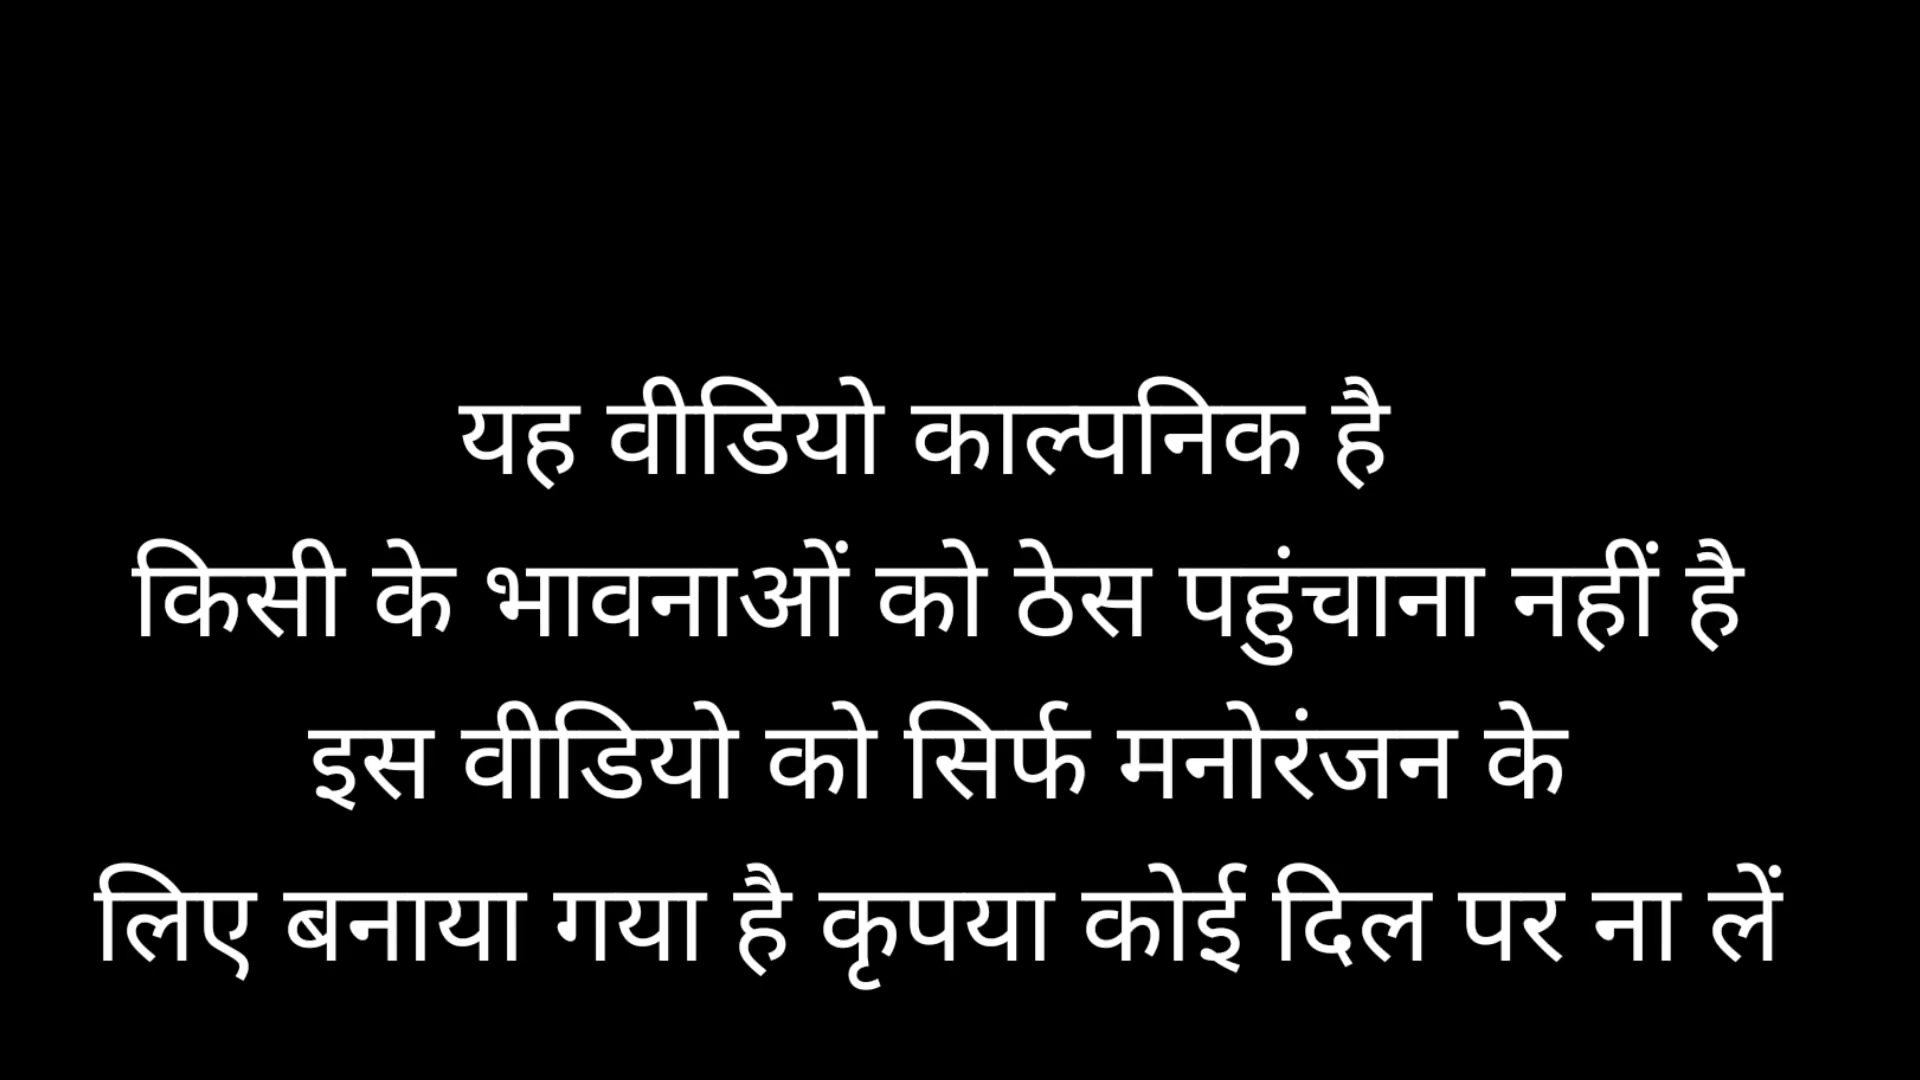 यह वीडियो काल्पनिक है
किसी के भावनाओं को ठेस पहुंचाना नहीं है
इस वीडियो को सिर्फ मनोरंजन के
लिए बनाया गया है कृपया कोई दिल पर ना लें